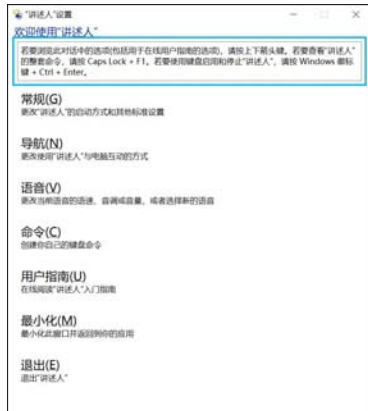 "讲述人"设置
欢迎使用"讲述人"
若要浏览此对话中的选项(包括用于在线用户指南的选项)，请按上下箭头键。若要查看"讲述人"
的整套命令，请按 Caps Lock + F1。若要使用键盘启用和停止"讲述人"，请按 Windows 徽标
键 + Ctrl + Enter。
常规(G)
更改"讲述人"的启动方式和其他标准设置
导航(N)
更改使用"讲述人"与电脑互动的方式
语音(V)
更改当前语音的语速、音调或音量，或者选择新的语音
命令(C)
创建你自己的键盘命令
用户指南(U)
在线阅读"讲述人"入门指南
最小化(M)
最小化此窗口并返回到你的应用
退出(E)
退出"讲述人"